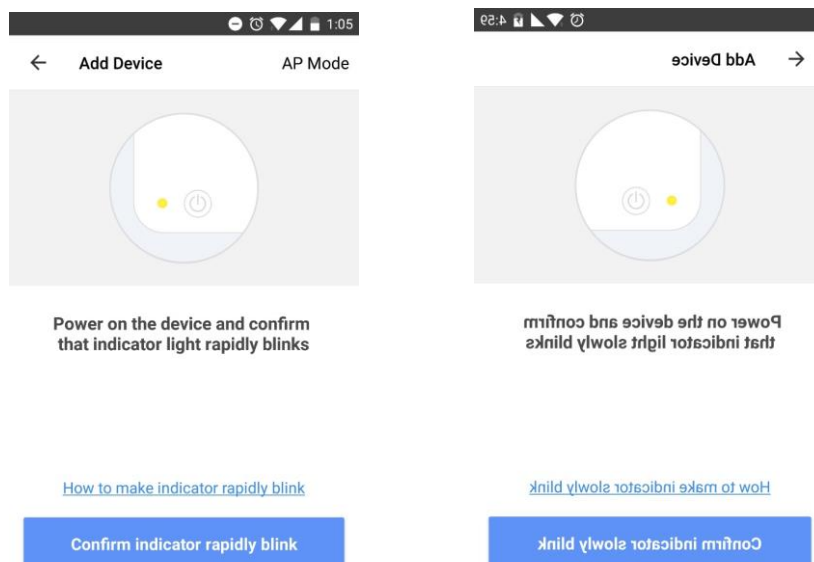 1:05
Add Device AP Mode
Power on the device and confirm
that indicator light rapidly blinks
How to make indicator rapidly blink
Confirm indicator rapidly blink
4:59
Add Device
Power on the device and confirm
that indicator light slowly blinks
How to make indicator slowly blink
Confirm indicator slowly blink